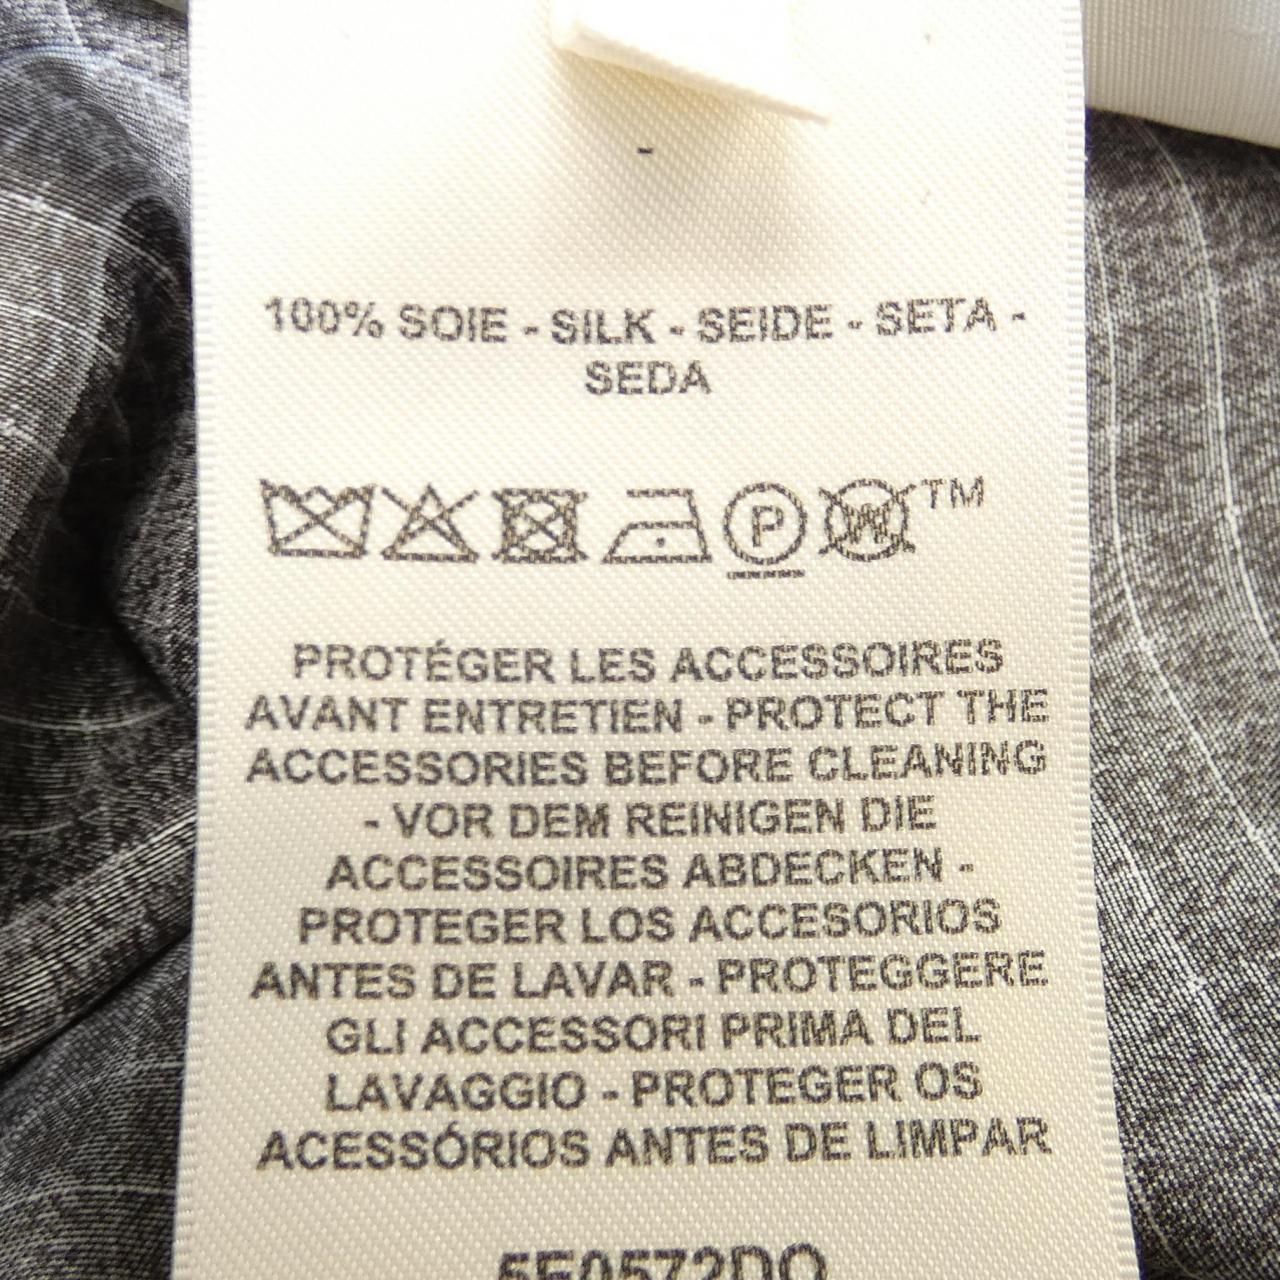 -
100% SOIE - SILK - SEIDE - SETA -
SEDA
P W TM
PROTÉGER LES ACCESSOIRES
AVANT ENTRETIEN - PROTECT THE
ACCESSORIES BEFORE CLEANING
- VOR DEM REINIGEN DIE
ACCESSOIRES ABDECKEN -
PROTEGER LOS ACCESORIOS
ANTES DE LAVAR - PROTEGGERE
GLI ACCESSORI PRIMA DEL
LAVAGGIO - PROTEGER OS
ACESSÓRIOS ANTES DE LIMPAR